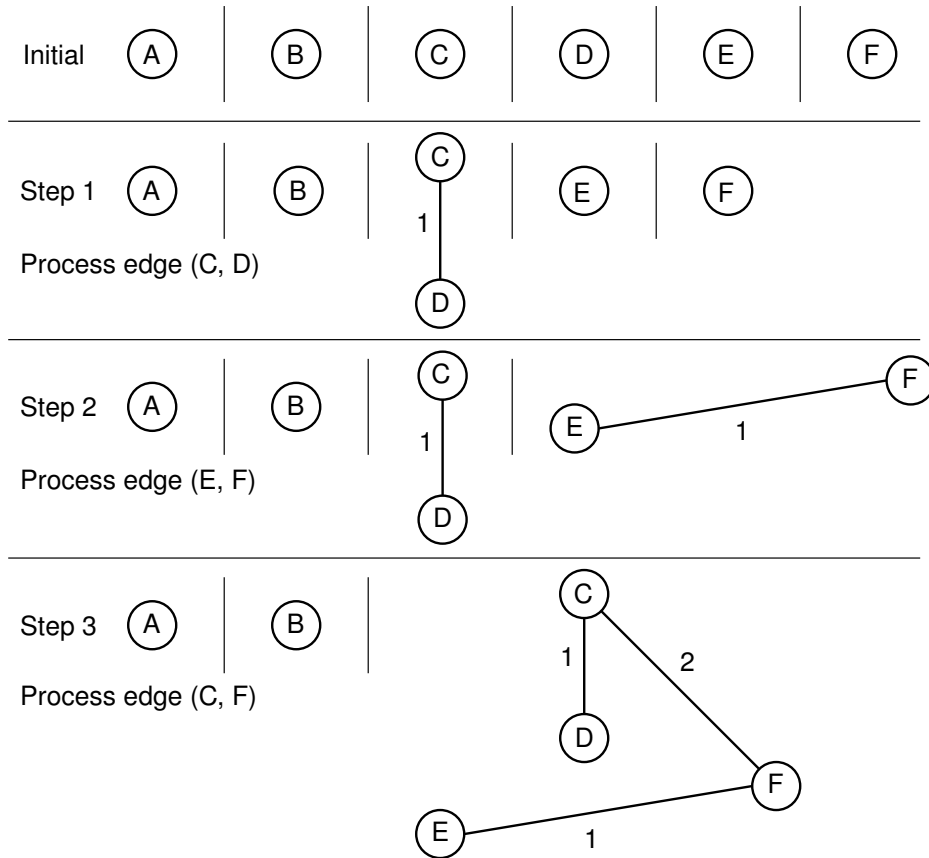 Initial A B C D E F
C
Step 1 A B E F
1
Process edge (C, D)
D
C F
Step 2 A B E
1 1
Process edge (E, F)
D
C
Step 3 A B
1 2
Process edge (C, F)
D
F
E
1